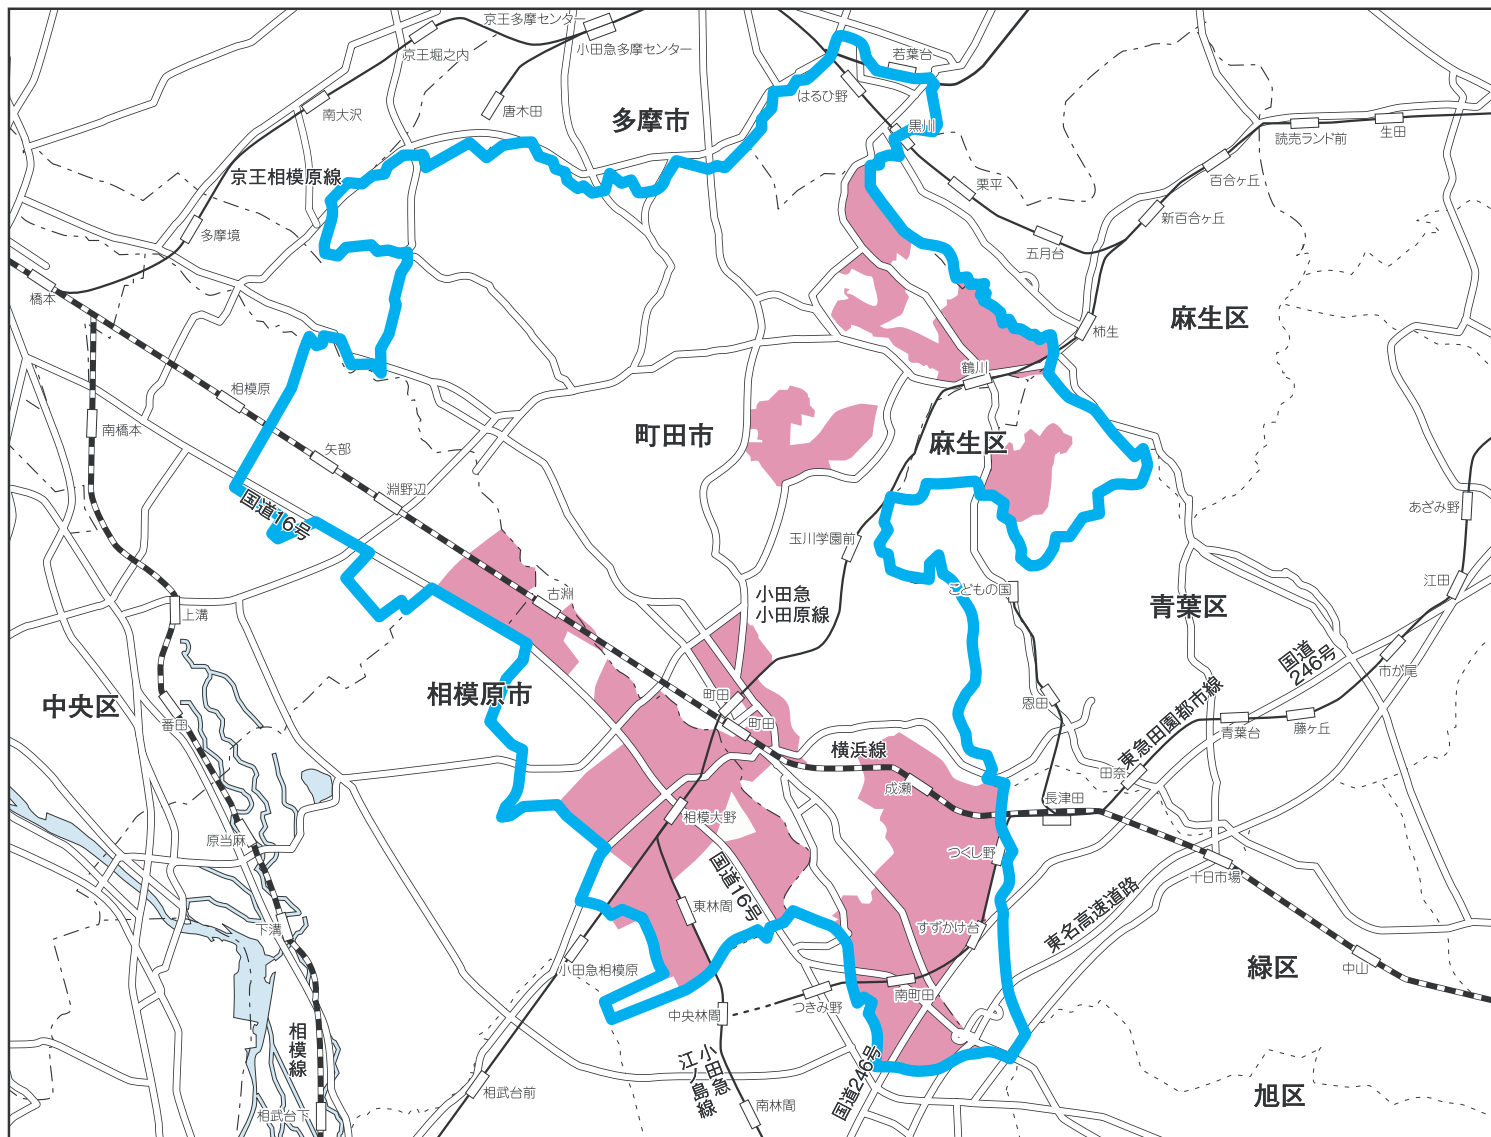 京王多摩センター
小田急多摩センター
京王堀之内
若葉台
はるひ野
南大沢
唐木田
多摩市
黒川
読売ランド前
生田
京王相模原線
栗平
百合ヶ丘
多摩境
新百合ヶ丘
五月台
橋本
麻生区
柿生
鶴川
相模原
南橋本
矢部
町田市
麻生区
淵野辺
国道16号
あざみ野
玉川学園前
江田
古淵
小田急
小田原線
こどもの国
青葉区
上溝
国道
246号
市が尾
中央区
相模原市
町田
町田
恩田
番田
横浜線
東急田園都市線
青葉台
藤ヶ丘
田奈
成瀬
長津田
相模大野
原当麻
つくし野
国道16号
十日市場
東名高速道路
東林間
下溝
すずかけ台
小田急相模原
緑区
中山
南町田
つきみ野
中央林間
相模線
小田急
江ノ島線
国道246号
相武台前
南林間
旭区
相武台下